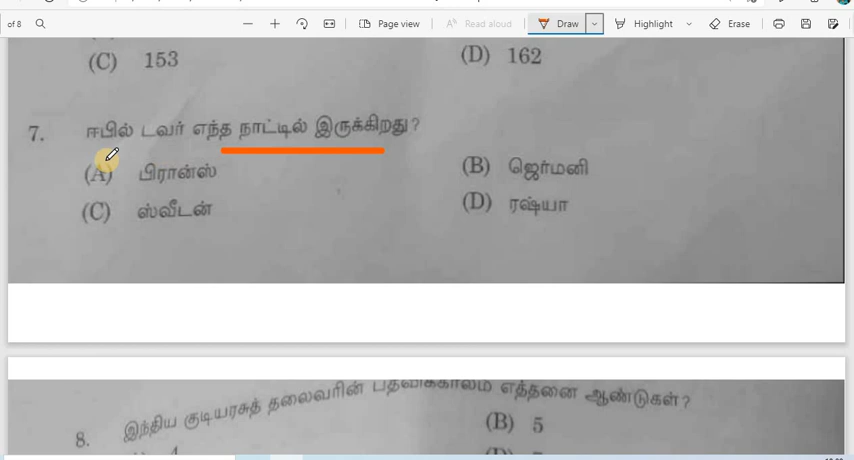 of 8 Page view Read aloud Draw Highlight Erase
(C) 153 (D) 162
7. ஈபில் டவர் எந்த நாட்டில் இருக்கிறது?
(A) பிரான்ஸ் (B) ஜெர்மனி
(C) ஸ்வீடன் (D) ரஷ்யா
8. இந்திய குடியரசுத் தலைவரின் பதவிக்காலம் எத்தனை ஆண்டுகள்?
(B) 5